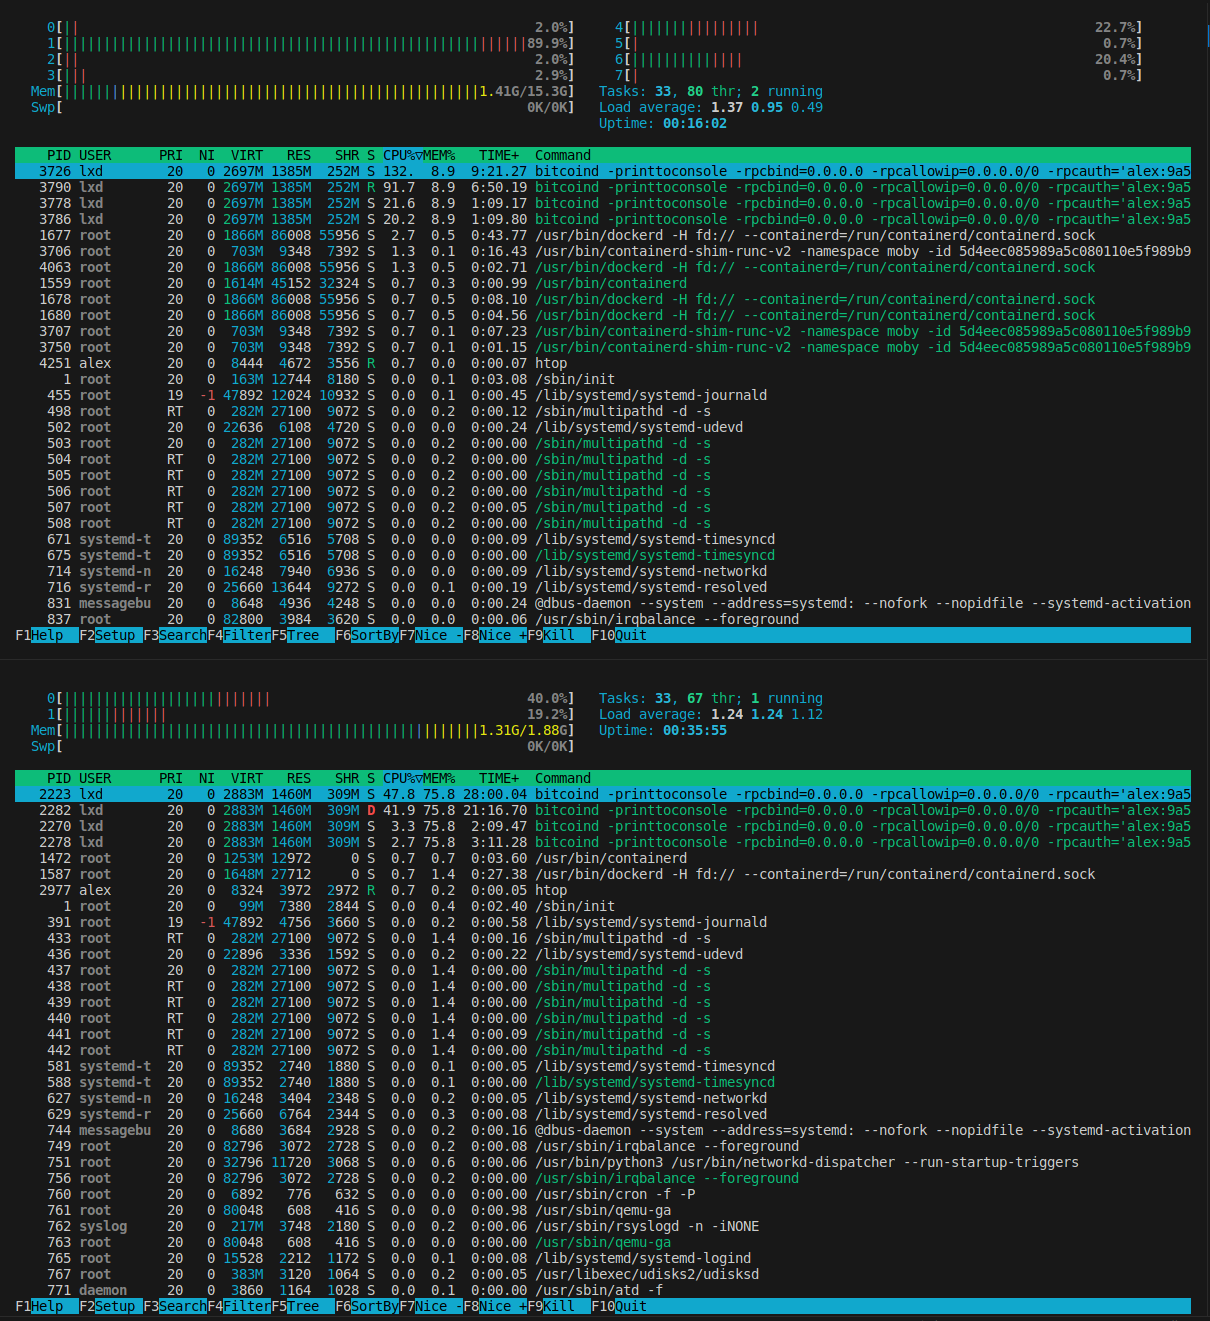 0[|| 2.0%] 4[|||||||||||||||| 22.7%]
1[||||||||||||||||||||||||||||||||||||||||||||||||||||||||||89.9%] 5[| 0.7%]
2[|| 2.0%] 6[|||||||||||||| 20.4%]
3[||| 2.9%] 7[| 0.7%]
Mem[||||||||||||||||||||||||||||||||||||||||||||||||||||1.41G/15.3G] Tasks: 33, 80 thr; 2 running
Swp[ 0K/0K] Load average: 1.37 0.95 0.49
Uptime: 00:16:02
PID USER PRI NI VIRT RES SHR S CPU%▽MEM% TIME+ Command
3726 lxd 20 0 2697M 1385M 252M S 132. 8.9 9:21.27 bitcoind -printtoconsole -rpcbind=0.0.0.0 -rpcallowip=0.0.0.0/0 -rpcauth='alex:9a5
3790 lxd 20 0 2697M 1385M 252M R 91.7 8.9 6:50.19 bitcoind -printtoconsole -rpcbind=0.0.0.0 -rpcallowip=0.0.0.0/0 -rpcauth='alex:9a5
3778 lxd 20 0 2697M 1385M 252M S 21.6 8.9 1:09.17 bitcoind -printtoconsole -rpcbind=0.0.0.0 -rpcallowip=0.0.0.0/0 -rpcauth='alex:9a5
3786 lxd 20 0 2697M 1385M 252M S 20.2 8.9 1:09.80 bitcoind -printtoconsole -rpcbind=0.0.0.0 -rpcallowip=0.0.0.0/0 -rpcauth='alex:9a5
1677 root 20 0 1866M 86008 55956 S 2.7 0.5 0:43.77 /usr/bin/dockerd -H fd:// --containerd=/run/containerd/containerd.sock
3706 root 20 0 703M 9348 7392 S 1.3 0.1 0:16.43 /usr/bin/containerd-shim-runc-v2 -namespace moby -id 5d4eec085989a5c080110e5f989b9
4063 root 20 0 1866M 86008 55956 S 1.3 0.5 0:02.71 /usr/bin/dockerd -H fd:// --containerd=/run/containerd/containerd.sock
1559 root 20 0 1614M 45152 32324 S 0.7 0.3 0:00.99 /usr/bin/containerd
1678 root 20 0 1866M 86008 55956 S 0.7 0.5 0:08.10 /usr/bin/dockerd -H fd:// --containerd=/run/containerd/containerd.sock
1680 root 20 0 1866M 86008 55956 S 0.7 0.5 0:04.56 /usr/bin/dockerd -H fd:// --containerd=/run/containerd/containerd.sock
3707 root 20 0 703M 9348 7392 S 0.7 0.1 0:07.23 /usr/bin/containerd-shim-runc-v2 -namespace moby -id 5d4eec085989a5c080110e5f989b9
3750 root 20 0 703M 9348 7392 S 0.7 0.1 0:01.15 /usr/bin/containerd-shim-runc-v2 -namespace moby -id 5d4eec085989a5c080110e5f989b9
4251 alex 20 0 8444 4672 3556 R 0.7 0.0 0:00.07 htop
1 root 20 0 163M 12744 8180 S 0.0 0.1 0:03.08 /sbin/init
455 root 19 -1 47892 12024 10932 S 0.0 0.1 0:00.45 /lib/systemd/systemd-journald
498 root RT 0 282M 27100 9072 S 0.0 0.2 0:00.12 /sbin/multipathd -d -s
502 root 20 0 22636 6108 4720 S 0.0 0.0 0:00.24 /lib/systemd/systemd-udevd
503 root 20 0 282M 27100 9072 S 0.0 0.2 0:00.00 /sbin/multipathd -d -s
504 root RT 0 282M 27100 9072 S 0.0 0.2 0:00.00 /sbin/multipathd -d -s
505 root RT 0 282M 27100 9072 S 0.0 0.2 0:00.00 /sbin/multipathd -d -s
506 root RT 0 282M 27100 9072 S 0.0 0.2 0:00.00 /sbin/multipathd -d -s
507 root RT 0 282M 27100 9072 S 0.0 0.2 0:00.05 /sbin/multipathd -d -s
508 root RT 0 282M 27100 9072 S 0.0 0.2 0:00.00 /sbin/multipathd -d -s
671 systemd-t 20 0 89352 6516 5708 S 0.0 0.0 0:00.09 /lib/systemd/systemd-timesyncd
675 systemd-t 20 0 89352 6516 5708 S 0.0 0.0 0:00.00 /lib/systemd/systemd-timesyncd
714 systemd-n 20 0 16248 7940 6936 S 0.0 0.0 0:00.09 /lib/systemd/systemd-networkd
716 systemd-r 20 0 25660 13644 9272 S 0.0 0.1 0:00.19 /lib/systemd/systemd-resolved
831 messagebu 20 0 8648 4936 4248 S 0.0 0.0 0:00.24 @dbus-daemon --system --address=systemd: --nofork --nopidfile --systemd-activation
837 root 20 0 82800 3984 3620 S 0.0 0.0 0:00.06 /usr/sbin/irqbalance --foreground
F1Help F2Setup F3SearchF4FilterF5Tree F6SortByF7Nice -F8Nice +F9Kill F10Quit
0[|||||||||||||||||||||||||| 40.0%] Tasks: 33, 67 thr; 1 running
1[||||||||||||| 19.2%] Load average: 1.24 1.24 1.12
Mem[||||||||||||||||||||||||||||||||||||||||||||||||||||1.31G/1.88G] Uptime: 00:35:55
Swp[ 0K/0K]
PID USER PRI NI VIRT RES SHR S CPU%▽MEM% TIME+ Command
2223 lxd 20 0 2883M 1460M 309M S 47.8 75.8 28:00.04 bitcoind -printtoconsole -rpcbind=0.0.0.0 -rpcallowip=0.0.0.0/0 -rpcauth='alex:9a5
2282 lxd 20 0 2883M 1460M 309M D 41.9 75.8 21:16.70 bitcoind -printtoconsole -rpcbind=0.0.0.0 -rpcallowip=0.0.0.0/0 -rpcauth='alex:9a5
2270 lxd 20 0 2883M 1460M 309M S 3.3 75.8 2:09.47 bitcoind -printtoconsole -rpcbind=0.0.0.0 -rpcallowip=0.0.0.0/0 -rpcauth='alex:9a5
2278 lxd 20 0 2883M 1460M 309M S 2.7 75.8 3:11.28 bitcoind -printtoconsole -rpcbind=0.0.0.0 -rpcallowip=0.0.0.0/0 -rpcauth='alex:9a5
1472 root 20 0 1253M 12972 0 S 0.7 0.7 0:03.60 /usr/bin/containerd
1587 root 20 0 1648M 27712 0 S 0.7 1.4 0:27.38 /usr/bin/dockerd -H fd:// --containerd=/run/containerd/containerd.sock
2977 alex 20 0 8324 3972 2972 R 0.7 0.2 0:00.05 htop
1 root 20 0 99M 7380 2844 S 0.0 0.4 0:02.40 /sbin/init
391 root 19 -1 47892 4756 3660 S 0.0 0.2 0:00.58 /lib/systemd/systemd-journald
433 root RT 0 282M 27100 9072 S 0.0 1.4 0:00.16 /sbin/multipathd -d -s
436 root 20 0 22896 3336 1592 S 0.0 0.2 0:00.22 /lib/systemd/systemd-udevd
437 root 20 0 282M 27100 9072 S 0.0 1.4 0:00.00 /sbin/multipathd -d -s
438 root RT 0 282M 27100 9072 S 0.0 1.4 0:00.00 /sbin/multipathd -d -s
439 root RT 0 282M 27100 9072 S 0.0 1.4 0:00.00 /sbin/multipathd -d -s
440 root RT 0 282M 27100 9072 S 0.0 1.4 0:00.00 /sbin/multipathd -d -s
441 root RT 0 282M 27100 9072 S 0.0 1.4 0:00.09 /sbin/multipathd -d -s
442 root RT 0 282M 27100 9072 S 0.0 1.4 0:00.00 /sbin/multipathd -d -s
581 systemd-t 20 0 89352 2740 1880 S 0.0 0.1 0:00.05 /lib/systemd/systemd-timesyncd
588 systemd-t 20 0 89352 2740 1880 S 0.0 0.1 0:00.00 /lib/systemd/systemd-timesyncd
627 systemd-n 20 0 16248 3404 2348 S 0.0 0.2 0:00.05 /lib/systemd/systemd-networkd
629 systemd-r 20 0 25660 6764 2344 S 0.0 0.3 0:00.08 /lib/systemd/systemd-resolved
744 messagebu 20 0 8680 3684 2928 S 0.0 0.2 0:00.16 @dbus-daemon --system --address=systemd: --nofork --nopidfile --systemd-activation
749 root 20 0 82796 3072 2728 S 0.0 0.2 0:00.08 /usr/sbin/irqbalance --foreground
751 root 20 0 32796 11720 3068 S 0.0 0.6 0:00.06 /usr/bin/python3 /usr/bin/networkd-dispatcher --run-startup-triggers
756 root 20 0 82796 3072 2728 S 0.0 0.2 0:00.00 /usr/sbin/irqbalance --foreground
760 root 20 0 6892 776 632 S 0.0 0.0 0:00.00 /usr/sbin/cron -f -P
761 root 20 0 80048 608 416 S 0.0 0.0 0:00.98 /usr/sbin/qemu-ga
762 syslog 20 0 217M 3748 2180 S 0.0 0.2 0:00.06 /usr/sbin/rsyslogd -n -iNONE
763 root 20 0 80048 608 416 S 0.0 0.0 0:00.00 /usr/sbin/qemu-ga
765 root 20 0 15528 2212 1172 S 0.0 0.1 0:00.08 /lib/systemd/systemd-logind
767 root 20 0 383M 3120 1064 S 0.0 0.2 0:00.05 /usr/libexec/udisks2/udisksd
771 daemon 20 0 3860 1164 1028 S 0.0 0.1 0:00.00 /usr/sbin/atd -f
F1Help F2Setup F3SearchF4FilterF5Tree F6SortByF7Nice -F8Nice +F9Kill F10Quit